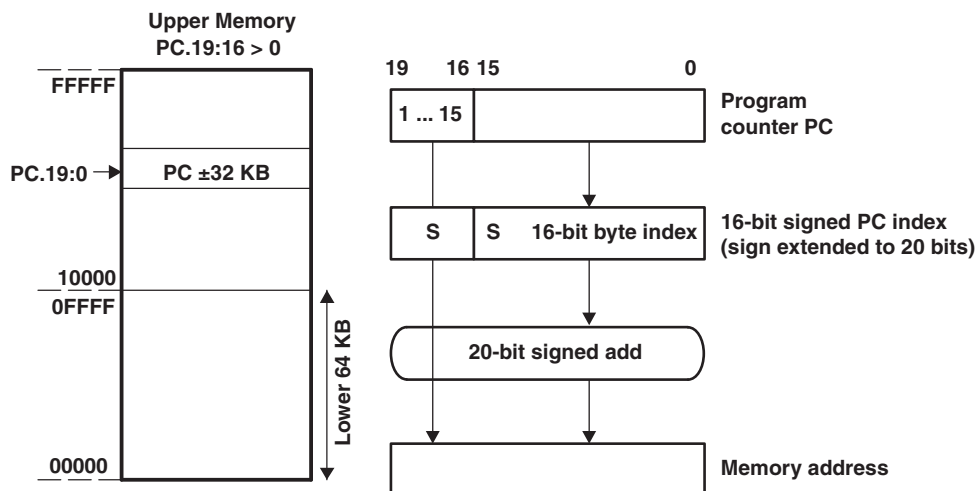 Upper Memory
PC.19:16 > 0
FFFFF
PC.19:0
PC ±32 KB
10000
0FFFF
Lower 64 KB
00000
19 16 15 0
1 ... 15
Program
counter PC
S S 16-bit byte index
16-bit signed PC index
(sign extended to 20 bits)
20-bit signed add
Memory address